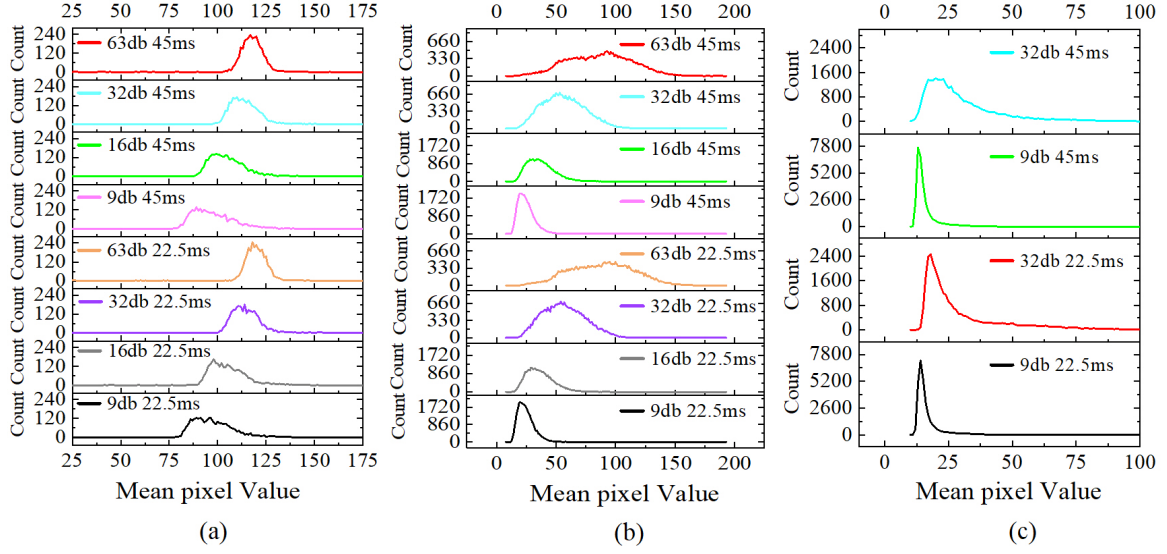 25 50 75 100 125 150 175
240
120
0
63db 45ms
240
120
0
32db 45ms
240
120
0
16db 45ms
240
120
0
9db 45ms
240
120
0
63db 22.5ms
240
120
0
32db 22.5ms
240
120
0
16db 22.5ms
240
120
0
9db 22.5ms
Count
Count
Count
Count
Count
Count
Count
Count
25 50 75 100 125 150 175
Mean pixel Value
(a)
0 50 100 150 200
660
330
0
63db 45ms
660
330
0
32db 45ms
1720
860
0
16db 45ms
1720
860
0
9db 45ms
660
330
0
63db 22.5ms
660
330
0
32db 22.5ms
1720
860
0
16db 22.5ms
1720
860
0
9db 22.5ms
Count
Count
Count
Count
Count
Count
Count
Count
0 50 100 150 200
Mean pixel Value
(b)
0 25 50 75 100
2400
1600
800
0
Count
32db 45ms
7800
5200
2600
0
Count
9db 45ms
2400
1600
800
0
Count
32db 22.5ms
7800
5200
2600
0
Count
9db 22.5ms
0 25 50 75 100
Mean pixel Value
(c)